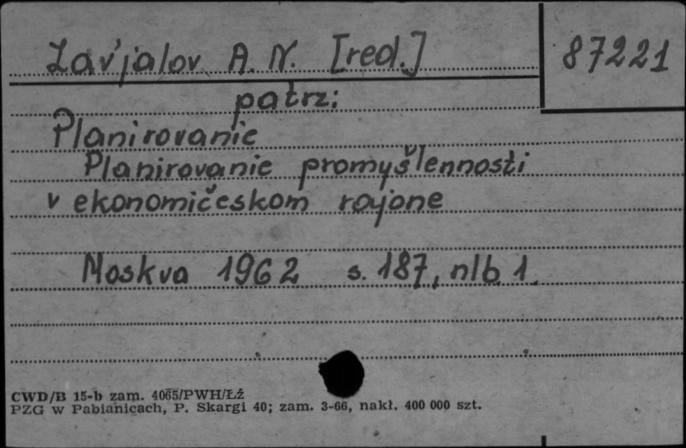 Zav'jalov A. N. [red.]
87221
patrz:
Planirovanie
Planirovanie promyšlennosti
v ekonomičeskom rajone
Moskva 1962 s. 187, nlb 1.
CWD/B 15-b zam. 4065/PWH/Łź
PZG w Pabianicach, P. Skargi 40; zam. 3-66, nakł. 400 000 szt.